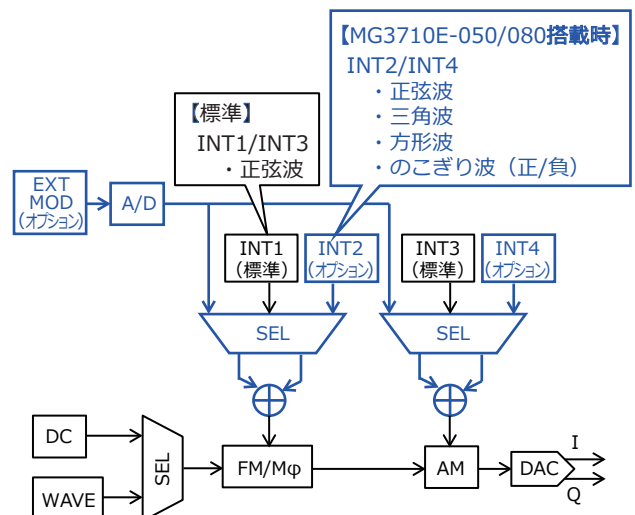 【MG3710E-050/080搭載時】
INT2/INT4
・正弦波
・三角波
・方形波
・のこぎり波（正/負）
【標準】
INT1/INT3
・正弦波
EXT
MOD
(オプション)
A/D
INT1
(標準)
INT2
(オプション)
INT3
(標準)
INT4
(オプション)
SEL
SEL
DC
WAVE
SEL
FM/Mφ
AM
DAC
I
Q